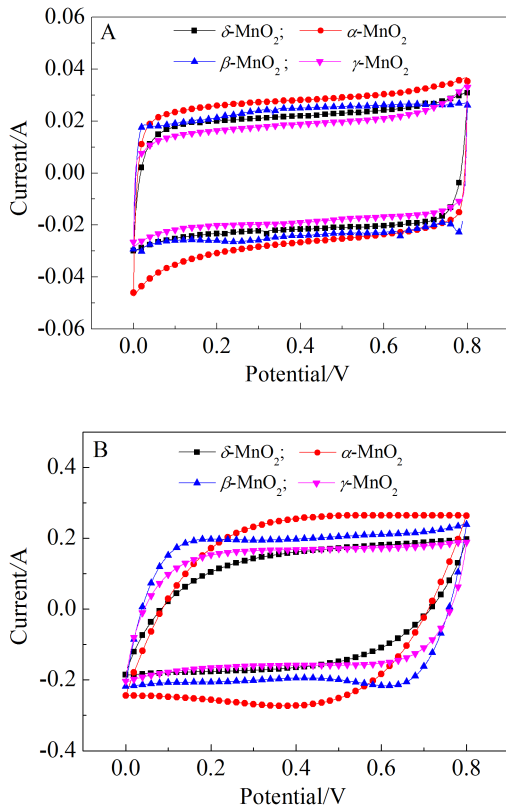 A
δ-MnO₂; α-MnO₂
β-MnO₂; γ-MnO₂
0.06
0.04
0.02
0.00
-0.02
-0.04
-0.06
Current/A
0.0 0.2 0.4 0.6 0.8
Potential/V
B
δ-MnO₂; α-MnO₂
β-MnO₂; γ-MnO₂
0.4
0.2
0.0
-0.2
-0.4
Current/A
0.0 0.2 0.4 0.6 0.8
Potential/V